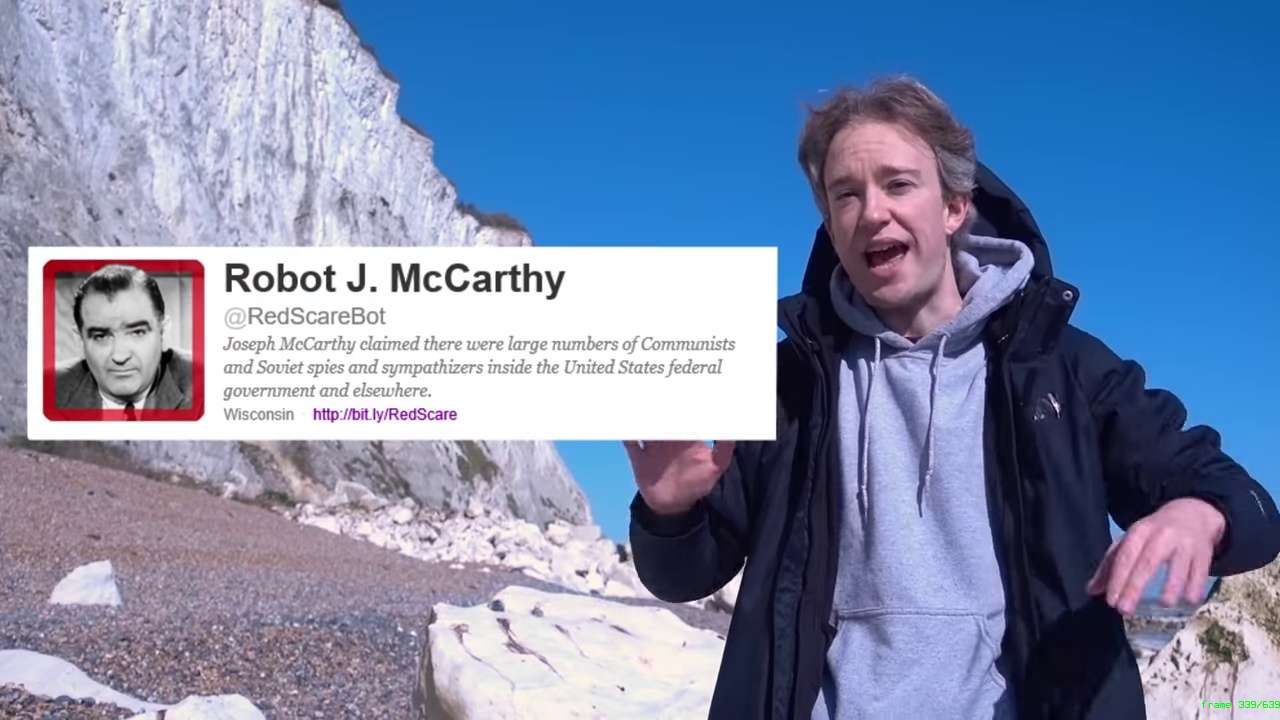 Robot J. McCarthy
@RedScareBot
Joseph McCarthy claimed there were large numbers of Communists
and Soviet spies and sympathizers inside the United States federal
government and elsewhere.
Wisconsin · http://bit.ly/RedScare
frame 339/639